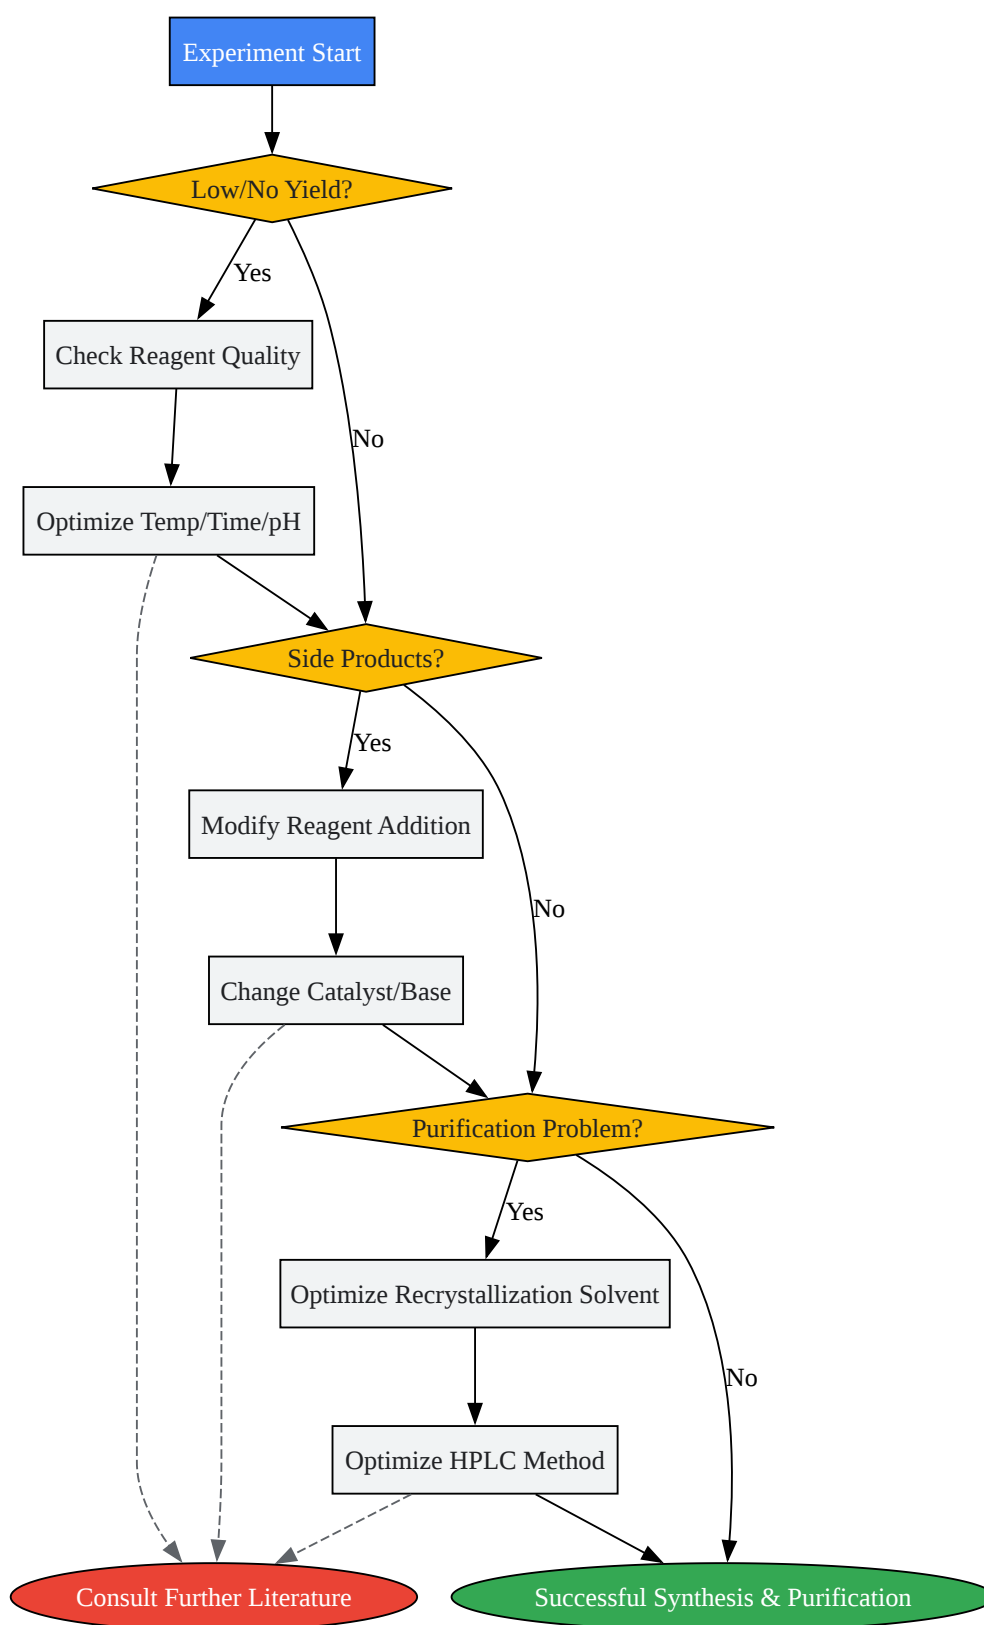 Experiment Start
Low/No Yield?
Yes
Check Reagent Quality
No
Optimize Temp/Time/pH
Side Products?
Yes
Modify Reagent Addition
No
Change Catalyst/Base
Purification Problem?
Yes
Optimize Recrystallization Solvent
No
Optimize HPLC Method
Consult Further Literature
Successful Synthesis & Purification